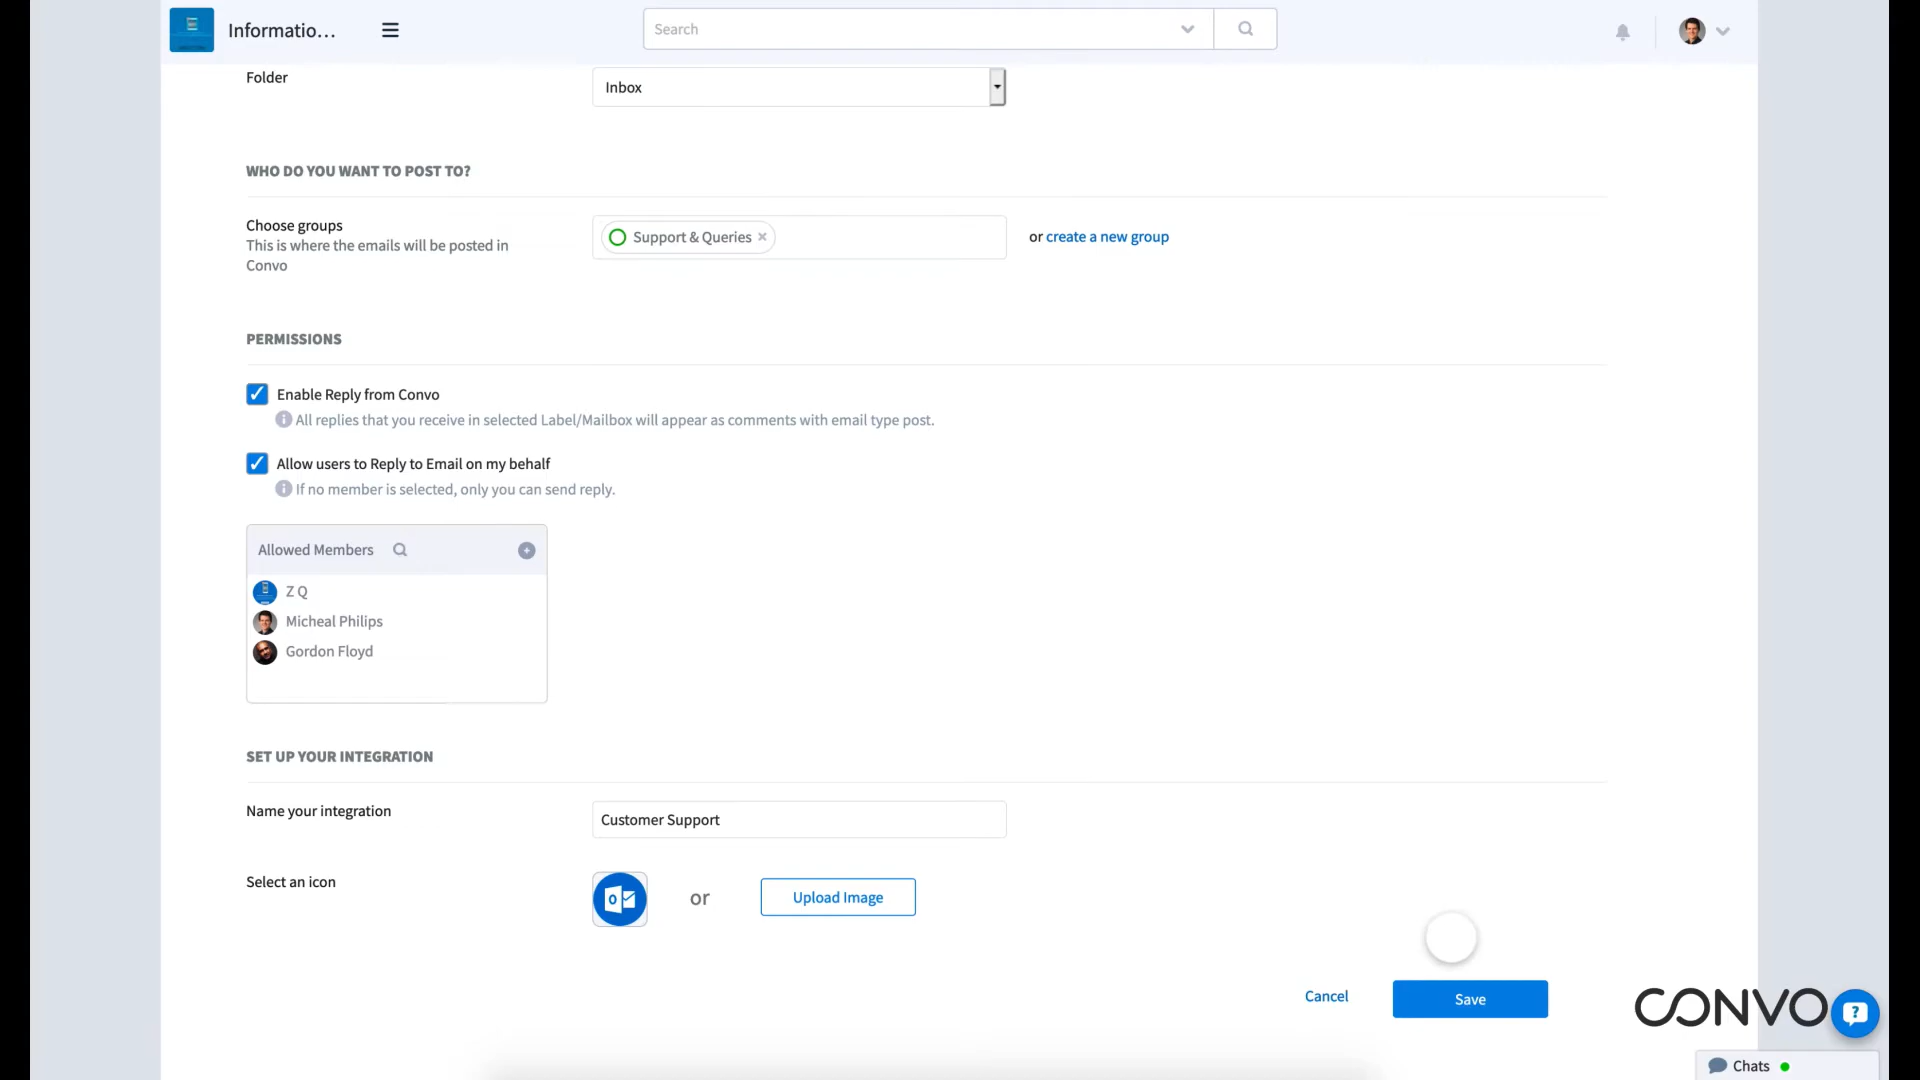 Informatio...
Search
Folder
Inbox
WHO DO YOU WANT TO POST TO?
Choose groups
This is where the emails will be posted in
Convo
Support & Queries
or create a new group
PERMISSIONS
Enable Reply from Convo
All replies that you receive in selected Label/Mailbox will appear as comments with email type post.
Allow users to Reply to Email on my behalf
If no member is selected, only you can send reply.
Allowed Members
Z Q
Micheal Philips
Gordon Floyd
SET UP YOUR INTEGRATION
Name your integration
Customer Support
Select an icon
or
Upload Image
Cancel
Save
CONVO
Chats